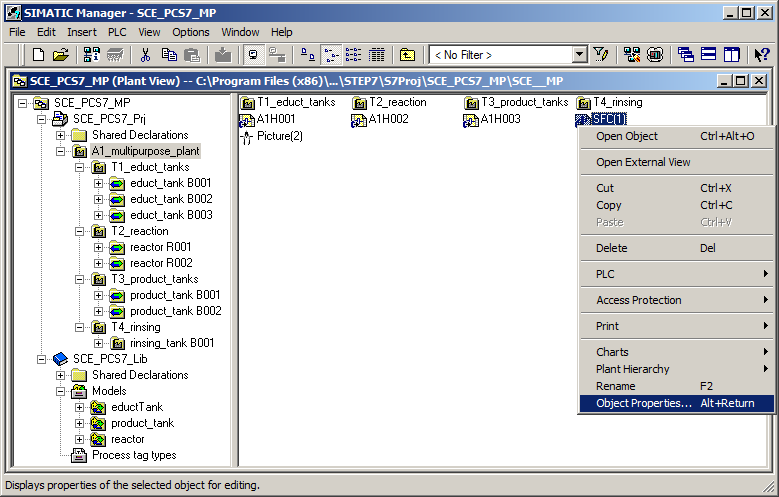 SIMATIC Manager - SCE_PCS7_MP
File Edit Insert PLC View Options Window Help
< No Filter >
SCE_PCS7_MP (Plant View) -- C:\Program Files (x86)\...\STEP7\S7Proj\SCE_PCS7_MP\SCE__MP
SCE_PCS7_MP
SCE_PCS7_Prj
Shared Declarations
A1_multipurpose_plant
T1_educt_tanks
educt_tank B001
educt_tank B002
educt_tank B003
T2_reaction
reactor R001
reactor R002
T3_product_tanks
product_tank B001
product_tank B002
T4_rinsing
rinsing_tank B001
SCE_PCS7_Lib
Shared Declarations
Models
eductTank
product_tank
reactor
Process tag types
T1_educt_tanks T2_reaction T3_product_tanks T4_rinsing
A1H001 A1H002 A1H003 SFC(1)
Picture(2)
Open Object Ctrl+Alt+O
Open External View
Cut Ctrl+X
Copy Ctrl+C
Paste Ctrl+V
Delete Del
PLC
Access Protection
Print
Charts
Plant Hierarchy
Rename F2
Object Properties... Alt+Return
Displays properties of the selected object for editing.